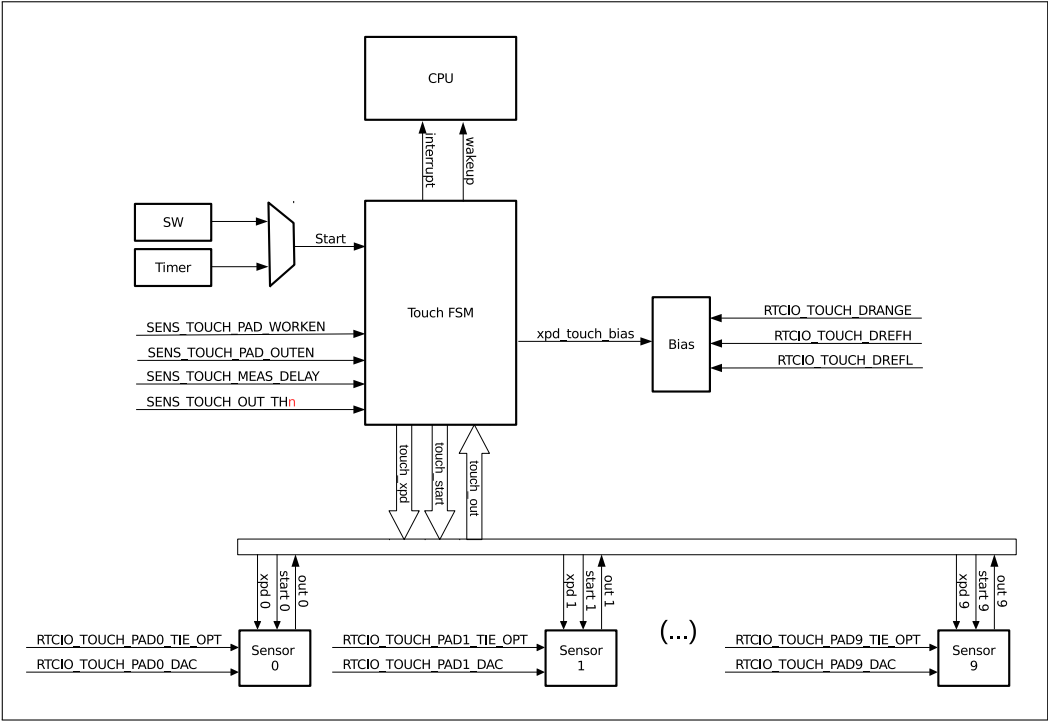 CPU
interrupt
wakeup
SW
Timer
Start
Touch FSM
SENS_TOUCH_PAD_WORKEN
SENS_TOUCH_PAD_OUTEN
SENS_TOUCH_MEAS_DELAY
SENS_TOUCH_OUT_THn
xpd_touch_bias
Bias
RTCIO_TOUCH_DRANGE
RTCIO_TOUCH_DREFH
RTCIO_TOUCH_DREFL
touch_xpd
touch_start
touch_out
xpd 0
start 0
out 0
xpd 1
start 1
out 1
xpd 9
start 9
out 9
RTCIO_TOUCH_PAD0_TIE_OPT
RTCIO_TOUCH_PAD0_DAC
Sensor
0
RTCIO_TOUCH_PAD1_TIE_OPT
RTCIO_TOUCH_PAD1_DAC
Sensor
1
(...)
RTCIO_TOUCH_PAD9_TIE_OPT
RTCIO_TOUCH_PAD9_DAC
Sensor
9